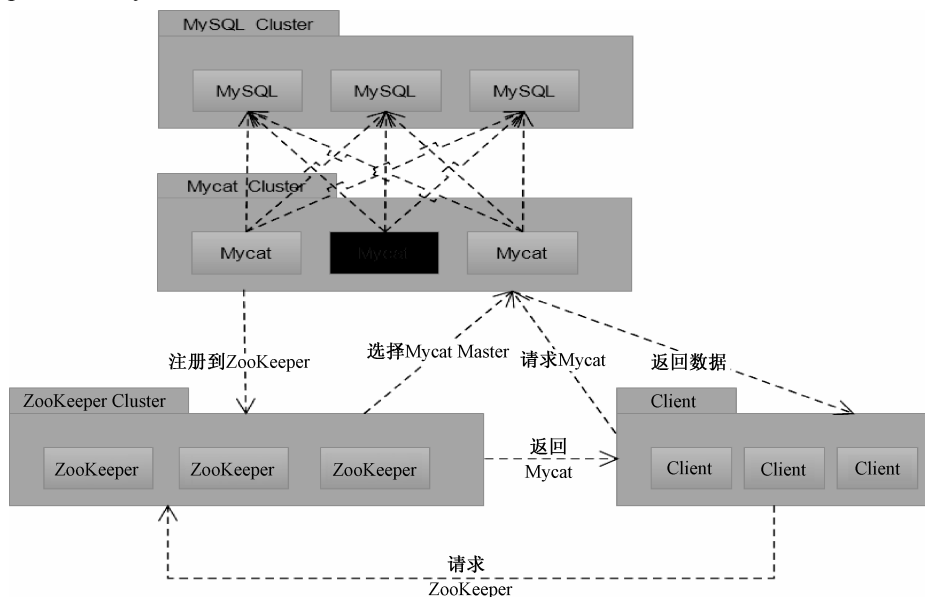 MySQL Cluster
MySQL MySQL MySQL
Mycat Cluster
Mycat Mycat Mycat
注册到ZooKeeper
选择Mycat Master
请求Mycat
返回数据
ZooKeeper Cluster
Client
ZooKeeper ZooKeeper ZooKeeper
返回
Mycat
Client Client Client
请求
ZooKeeper